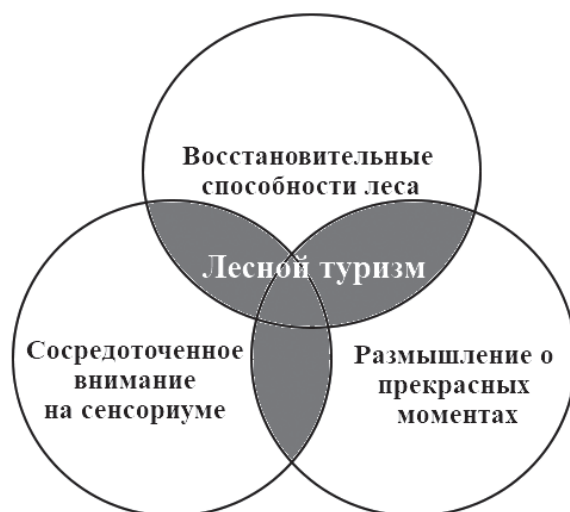 Восстановительные
способности леса
Лесной туризм
Сосредоточенное
внимание
на сенсориуме
Размышление о
прекрасных
моментах